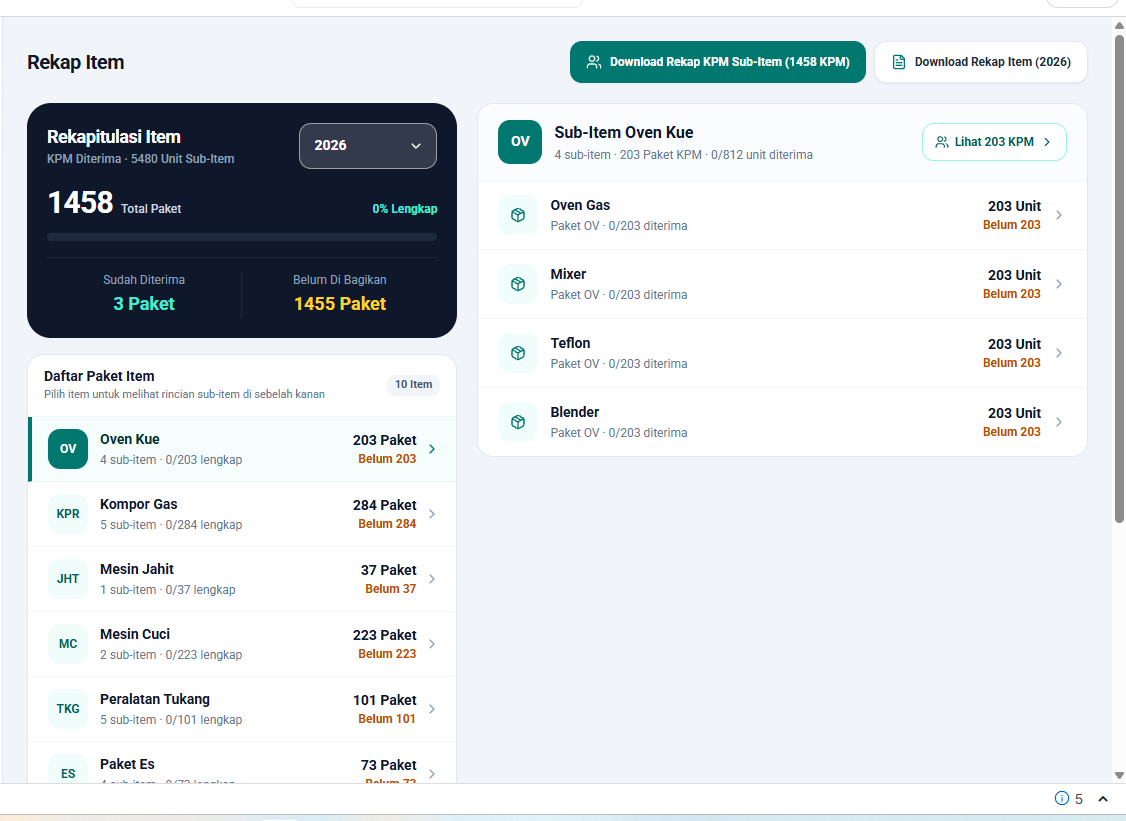 Rekap Item
Download Rekap KPM Sub-Item (1458 KPM)
Download Rekap Item (2026)
Rekapitulasi Item
KPM Diterima · 5480 Unit Sub-Item
2026
1458 Total Paket
0% Lengkap
Sudah Diterima
3 Paket
Belum Di Bagikan
1455 Paket
Daftar Paket Item
Pilih item untuk melihat rincian sub-item di sebelah kanan
10 Item
OV
Oven Kue
4 sub-item · 0/203 lengkap
203 Paket
Belum 203
KPR
Kompor Gas
5 sub-item · 0/284 lengkap
284 Paket
Belum 284
JHT
Mesin Jahit
1 sub-item · 0/37 lengkap
37 Paket
Belum 37
MC
Mesin Cuci
2 sub-item · 0/223 lengkap
223 Paket
Belum 223
TKG
Peralatan Tukang
5 sub-item · 0/101 lengkap
101 Paket
Belum 101
ES
Paket Es
4 sub-item · 0/73 lengkap
73 Paket
Belum 73
OV
Sub-Item Oven Kue
4 sub-item · 203 Paket KPM · 0/812 unit diterima
Lihat 203 KPM
Oven Gas
Paket OV · 0/203 diterima
203 Unit
Belum 203
Mixer
Paket OV · 0/203 diterima
203 Unit
Belum 203
Teflon
Paket OV · 0/203 diterima
203 Unit
Belum 203
Blender
Paket OV · 0/203 diterima
203 Unit
Belum 203
5